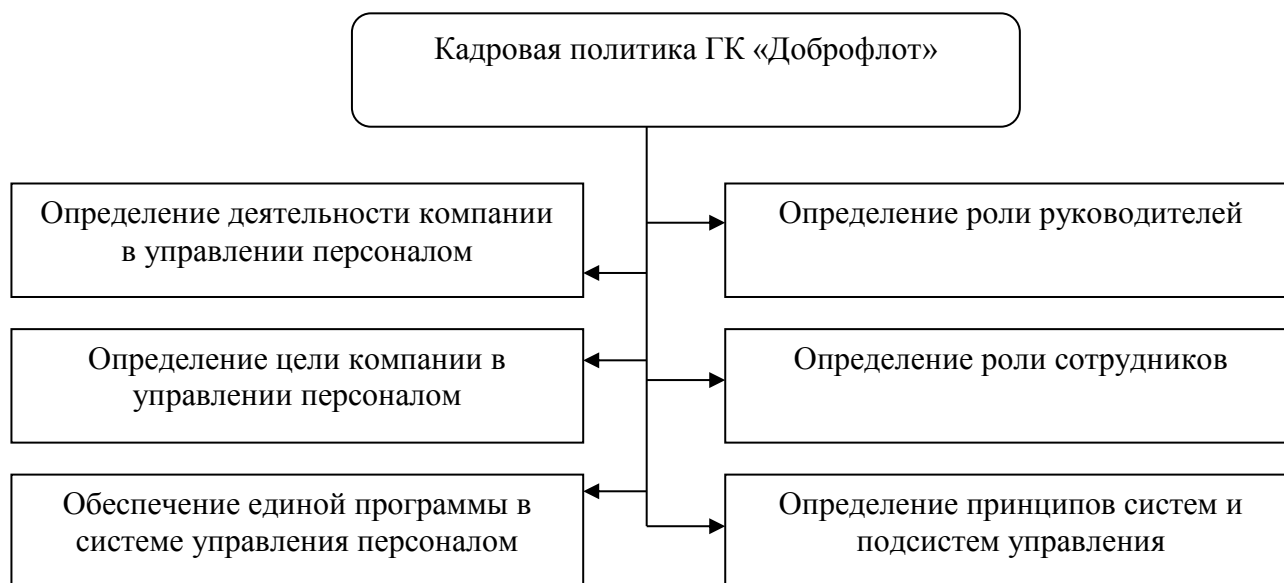 Кадровая политика ГК «Доброфлот»
Определение деятельности компании
в управлении персоналом
Определение роли руководителей
Определение цели компании в
управлении персоналом
Определение роли сотрудников
Обеспечение единой программы в
системе управления персоналом
Определение принципов систем и
подсистем управления